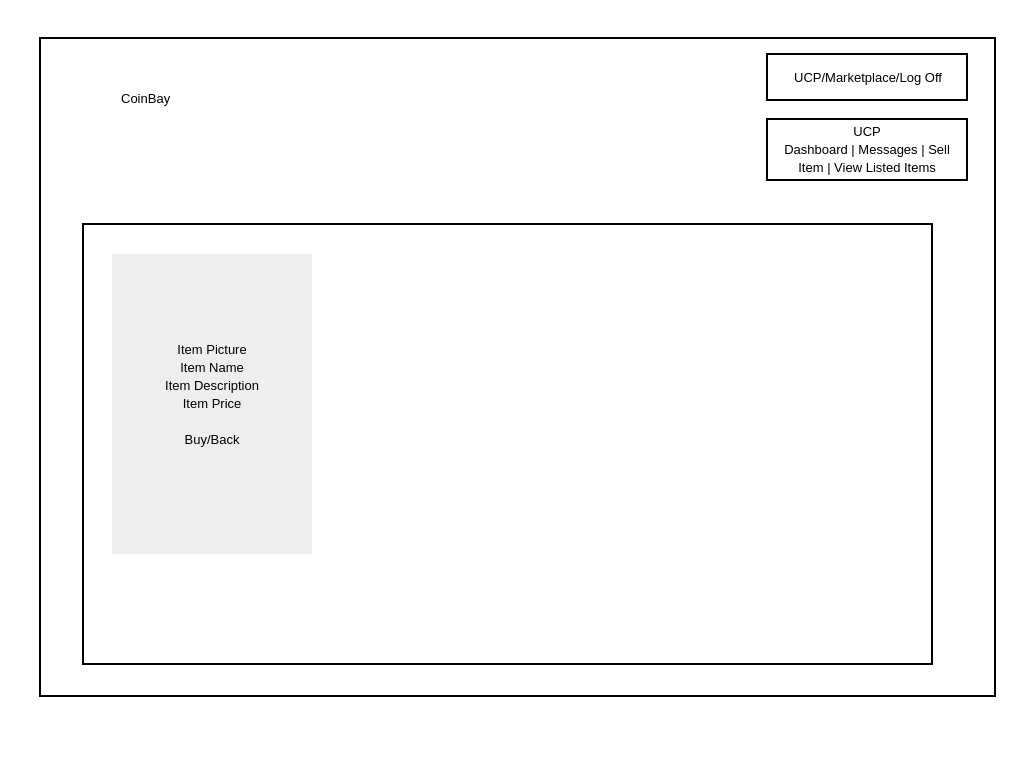 UCP/Marketplace/Log Off
CoinBay
UCP
Dashboard | Messages | Sell
Item | View Listed Items
Item Picture
Item Name
Item Description
Item Price
Buy/Back